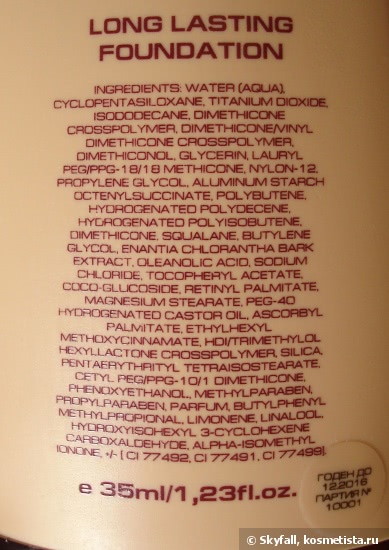 LONG LASTING
FOUNDATION
INGREDIENTS: WATER (AQUA),
CYCLOPENTASILOXANE, TITANIUM DIOXIDE,
ISODODECANE, DIMETHICONE
CROSSPOLYMER, DIMETHICONE/VINYL
DIMETHICONE CROSSPOLYMER,
DIMETHICONOL, GLYCERIN, LAURYL
PEG/PPG-18/18 METHICONE, NYLON-12,
PROPYLENE GLYCOL, ALUMINUM STARCH
OCTENYLSUCCINATE, POLYBUTENE,
HYDROGENATED POLYDECENE,
HYDROGENATED POLYISOBUTENE,
DIMETHICONE, SQUALANE, BUTYLENE
GLYCOL, ENANTIA CHLORANTHA BARK
EXTRACT, OLEANOLIC ACID, SODIUM
CHLORIDE, TOCOPHERYL ACETATE,
COCO-GLUCOSIDE, RETINYL PALMITATE,
MAGNESIUM STEARATE, PEG-40
HYDROGENATED CASTOR OIL, ASCORBYL
PALMITATE, ETHYLHEXYL
METHOXYCINNAMATE, HDI/TRIMETHYLOL
HEXYLLACTONE CROSSPOLYMER, SILICA,
PENTAERYTHRITYL TETRAISOSTEARATE,
CETYL PEG/PPG-10/1 DIMETHICONE,
PHENOXYETHANOL, METHYLPARABEN,
PROPYLPARABEN, PARFUM, BUTYLPHENYL
METHYLPROPIONAL, LIMONENE, LINALOOL,
HYDROXYISOHEXYL 3-CYCLOHEXENE
CARBOXALDEHYDE, ALPHA-ISOMETHYL
IONONE, +/- [ CI 77492, CI 77491, CI 77499].
e 35ml/1,23fl.oz.
ГОДЕН ДО
12.2016
ПАРТИЯ №
10001
© Skyfall, kosmetista.ru